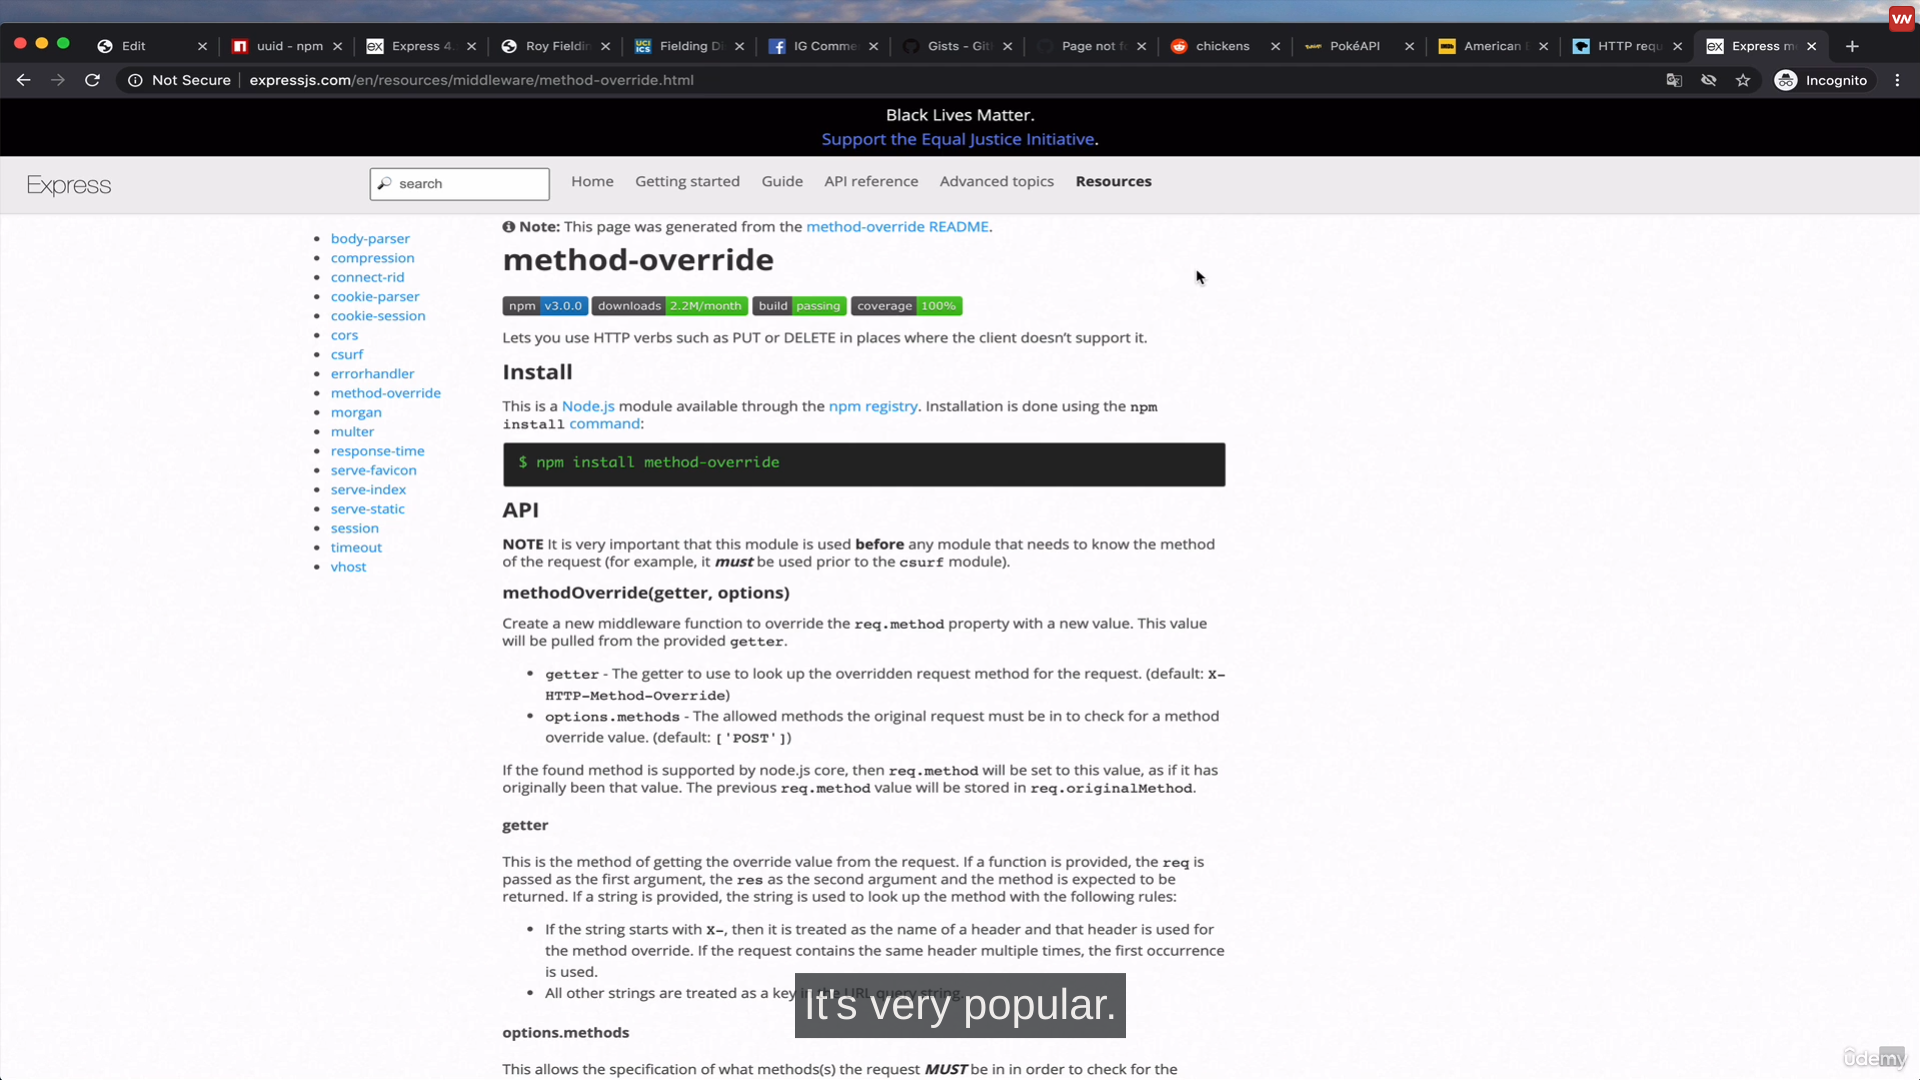 VN
Edit
uuid - npm
Express 4.
Roy Fieldin
UCI ICS
Fielding Di
IG Comme
Gists - Git
Page not f
chickens
PokéAPI
American
HTTP requ
ex Express m
Not Secure expressjs.com/en/resources/middleware/method-override.html
Incognito
Black Lives Matter.
Support the Equal Justice Initiative.
Express
search
Home Getting started Guide API reference Advanced topics Resources
body-parser
compression
connect-rid
cookie-parser
cookie-session
cors
csurf
errorhandler
method-override
morgan
multer
response-time
serve-favicon
serve-index
serve-static
session
timeout
vhost
Note: This page was generated from the method-override README.
method-override
npm v3.0.0 downloads 2.2M/month build passing coverage 100%
Lets you use HTTP verbs such as PUT or DELETE in places where the client doesn't support it.
Install
This is a Node.js module available through the npm registry. Installation is done using the npm
install command:
$ npm install method-override
API
NOTE It is very important that this module is used before any module that needs to know the method
of the request (for example, it must be used prior to the csurf module).
methodOverride(getter, options)
Create a new middleware function to override the req.method property with a new value. This value
will be pulled from the provided getter.
getter - The getter to use to look up the overridden request method for the request. (default: X-
HTTP-Method-Override)
options.methods - The allowed methods the original request must be in to check for a method
override value. (default: ['POST'])
If the found method is supported by node.js core, then req.method will be set to this value, as if it has
originally been that value. The previous req.method value will be stored in req.originalMethod.
getter
This is the method of getting the override value from the request. If a function is provided, the req is
passed as the first argument, the res as the second argument and the method is expected to be
returned. If a string is provided, the string is used to look up the method with the following rules:
If the string starts with X-, then it is treated as the name of a header and that header is used for
the method override. If the request contains the same header multiple times, the first occurrence
is used.
All other strings are treated as a key in the URL query string.
It's very popular.
options.methods
This allows the specification of what methods(s) the request MUST be in in order to check for the
ûdemy